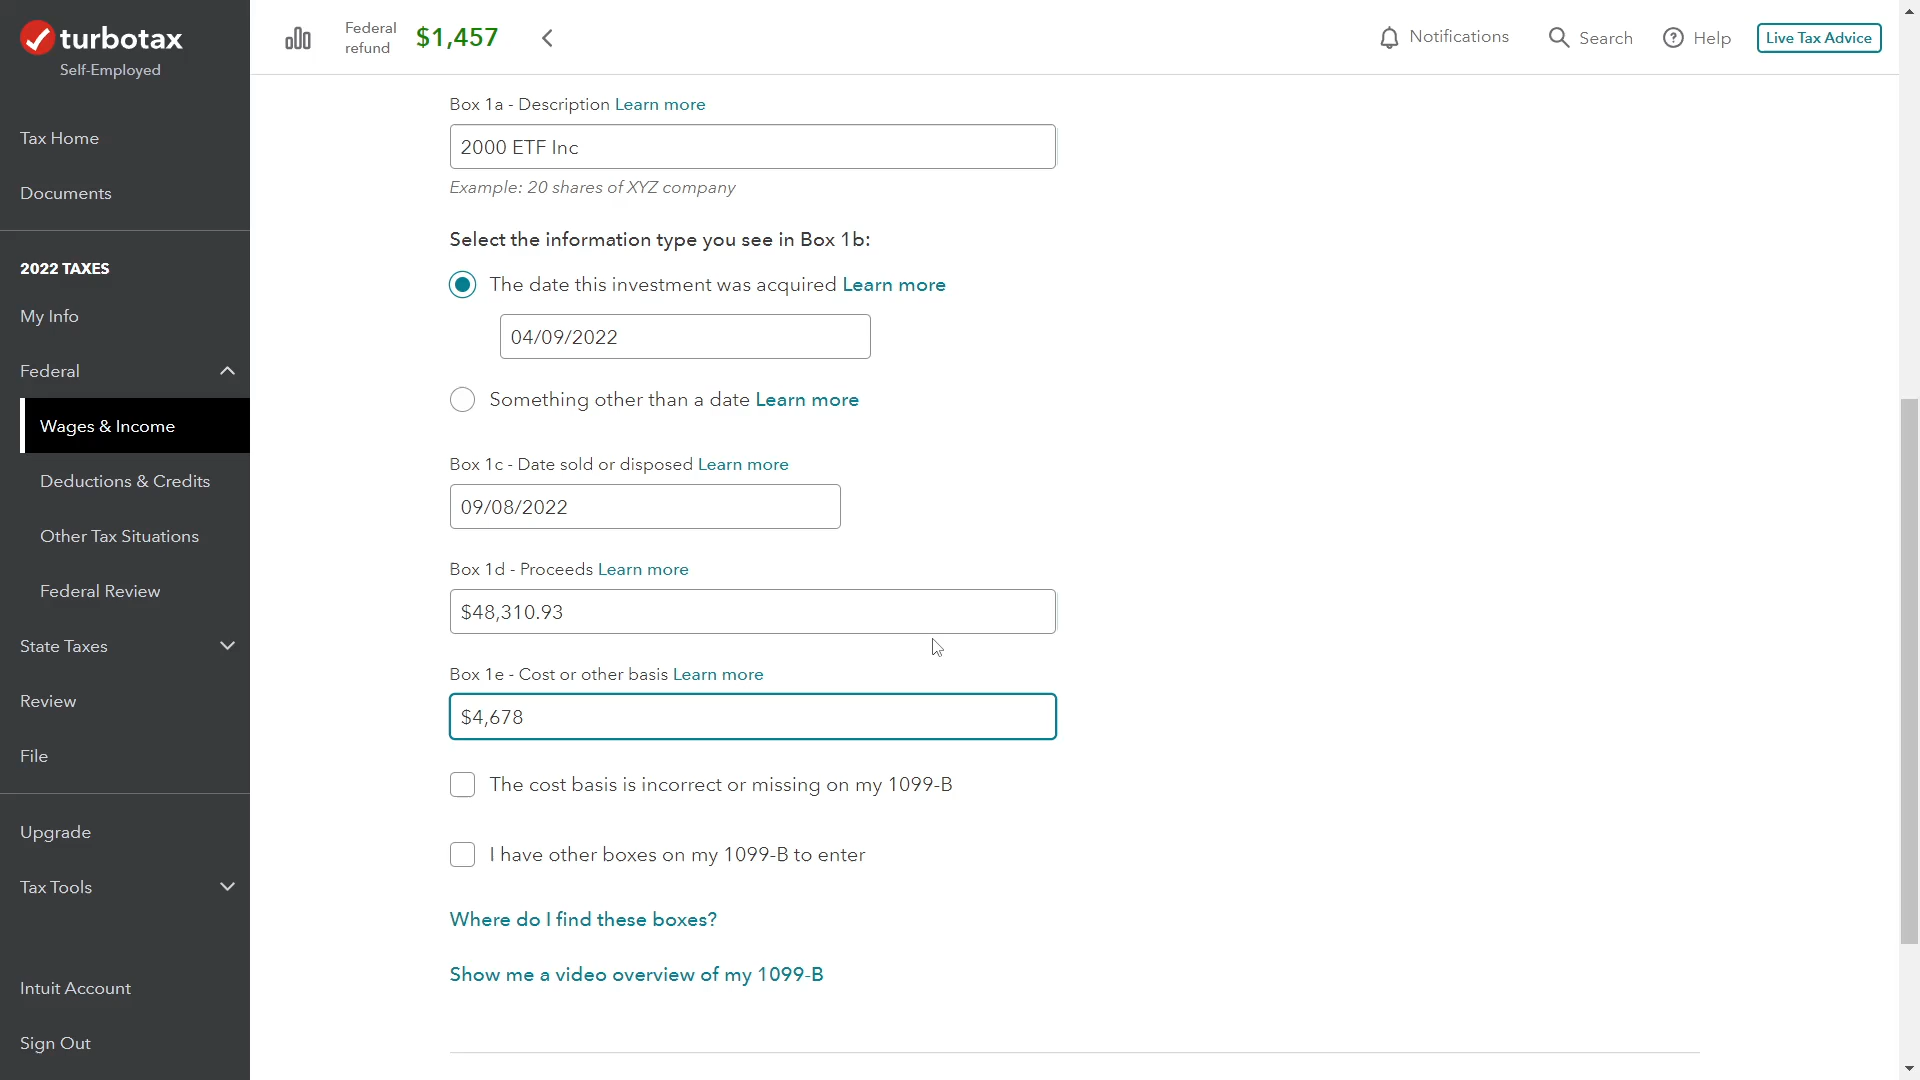 turbotax
Self-Employed
Tax Home
Documents
2022 TAXES
My Info
Federal
Wages & Income
Deductions & Credits
Other Tax Situations
Federal Review
State Taxes
Review
File
Upgrade
Tax Tools
Intuit Account
Sign Out
Federal
refund
$1,457
Notifications
Search
Help
Live Tax Advice
Box 1a - Description Learn more
2000 ETF Inc
Example: 20 shares of XYZ company
Select the information type you see in Box 1b:
The date this investment was acquired Learn more
04/09/2022
Something other than a date Learn more
Box 1c - Date sold or disposed Learn more
09/08/2022
Box 1d - Proceeds Learn more
$48,310.93
Box 1e - Cost or other basis Learn more
$4,678
The cost basis is incorrect or missing on my 1099-B
I have other boxes on my 1099-B to enter
Where do I find these boxes?
Show me a video overview of my 1099-B